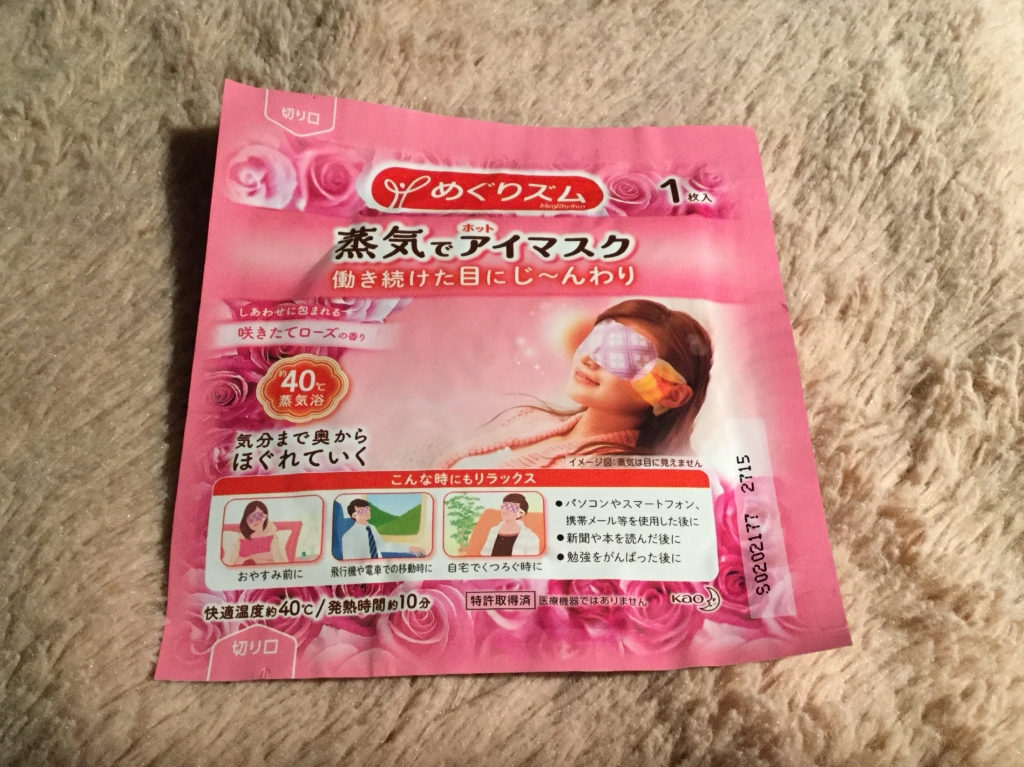 切り口
めぐりズム
MegRhythm
1枚入
ホット
蒸気でアイマスク
働き続けた目にじ〜んわり
しあわせに包まれる
咲きたてローズの香り
約40℃
蒸気浴
気分まで奥から
ほぐれていく
イメージ図:蒸気は目に見えません
こんな時にもリラックス
おやすみ前に
飛行機や電車での移動時に
自宅でくつろぐ時に
●パソコンやスマートフォン、
携帯メール等を使用した後に
●新聞や本を読んだ後に
●勉強をがんばった後に
快適温度約40℃/発熱時間約10分
特許取得済 医療機器ではありません
Kao
切り口
S0202177 2715